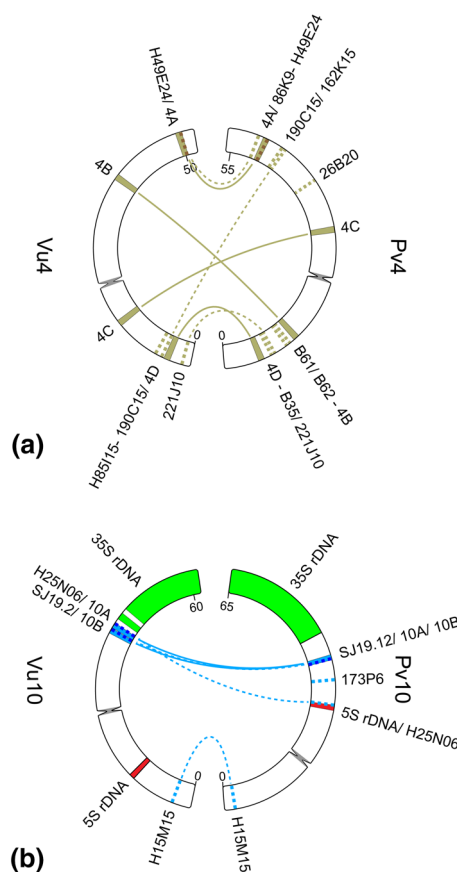 H49E24/ 4A
4A/ 86K9- H49E24
190C15/ 162K15
26B20
50
55
4B
4C
Vu4
Pv4
4C
0
0
H85I15- 190C15/ 4D
221J10
4D - B35/ 221J10
B61/ B62 - 4B
(a)
35S rDNA
35S rDNA
H25N06/ 10A
SJ19.2/ 10B
60
65
SJ19.12/ 10A/ 10B
173P6
5S rDNA/ H25N06
Vu10
Pv10
5S rDNA
0
0
H15M15
H15M15
(b)